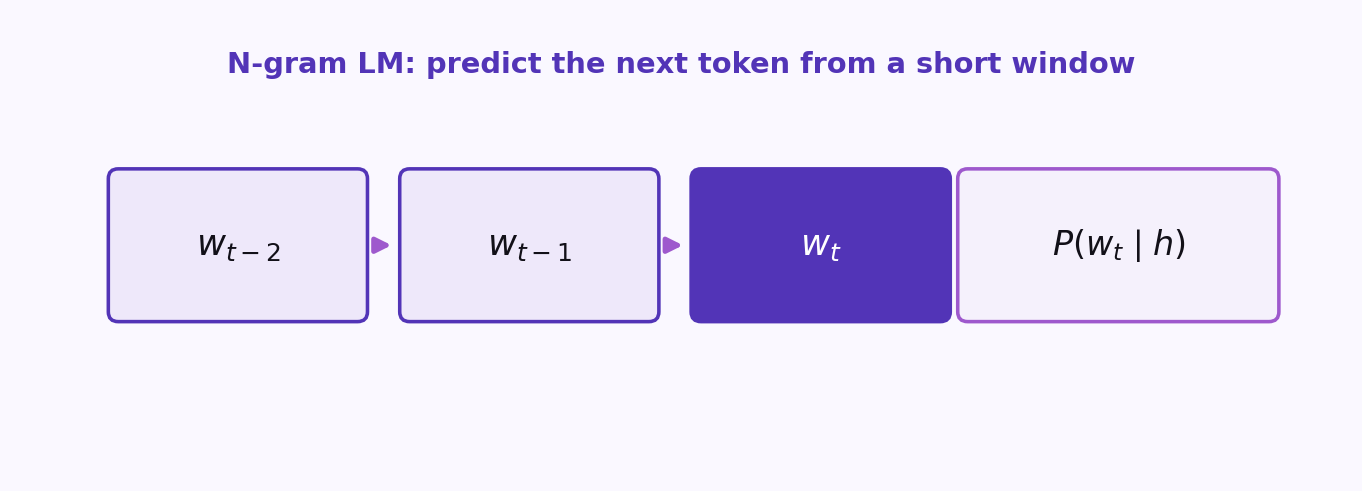 N-gram LM: predict the next token from a short window
w_{t−2}
w_{t−1}
w_t
P(w_t | h)